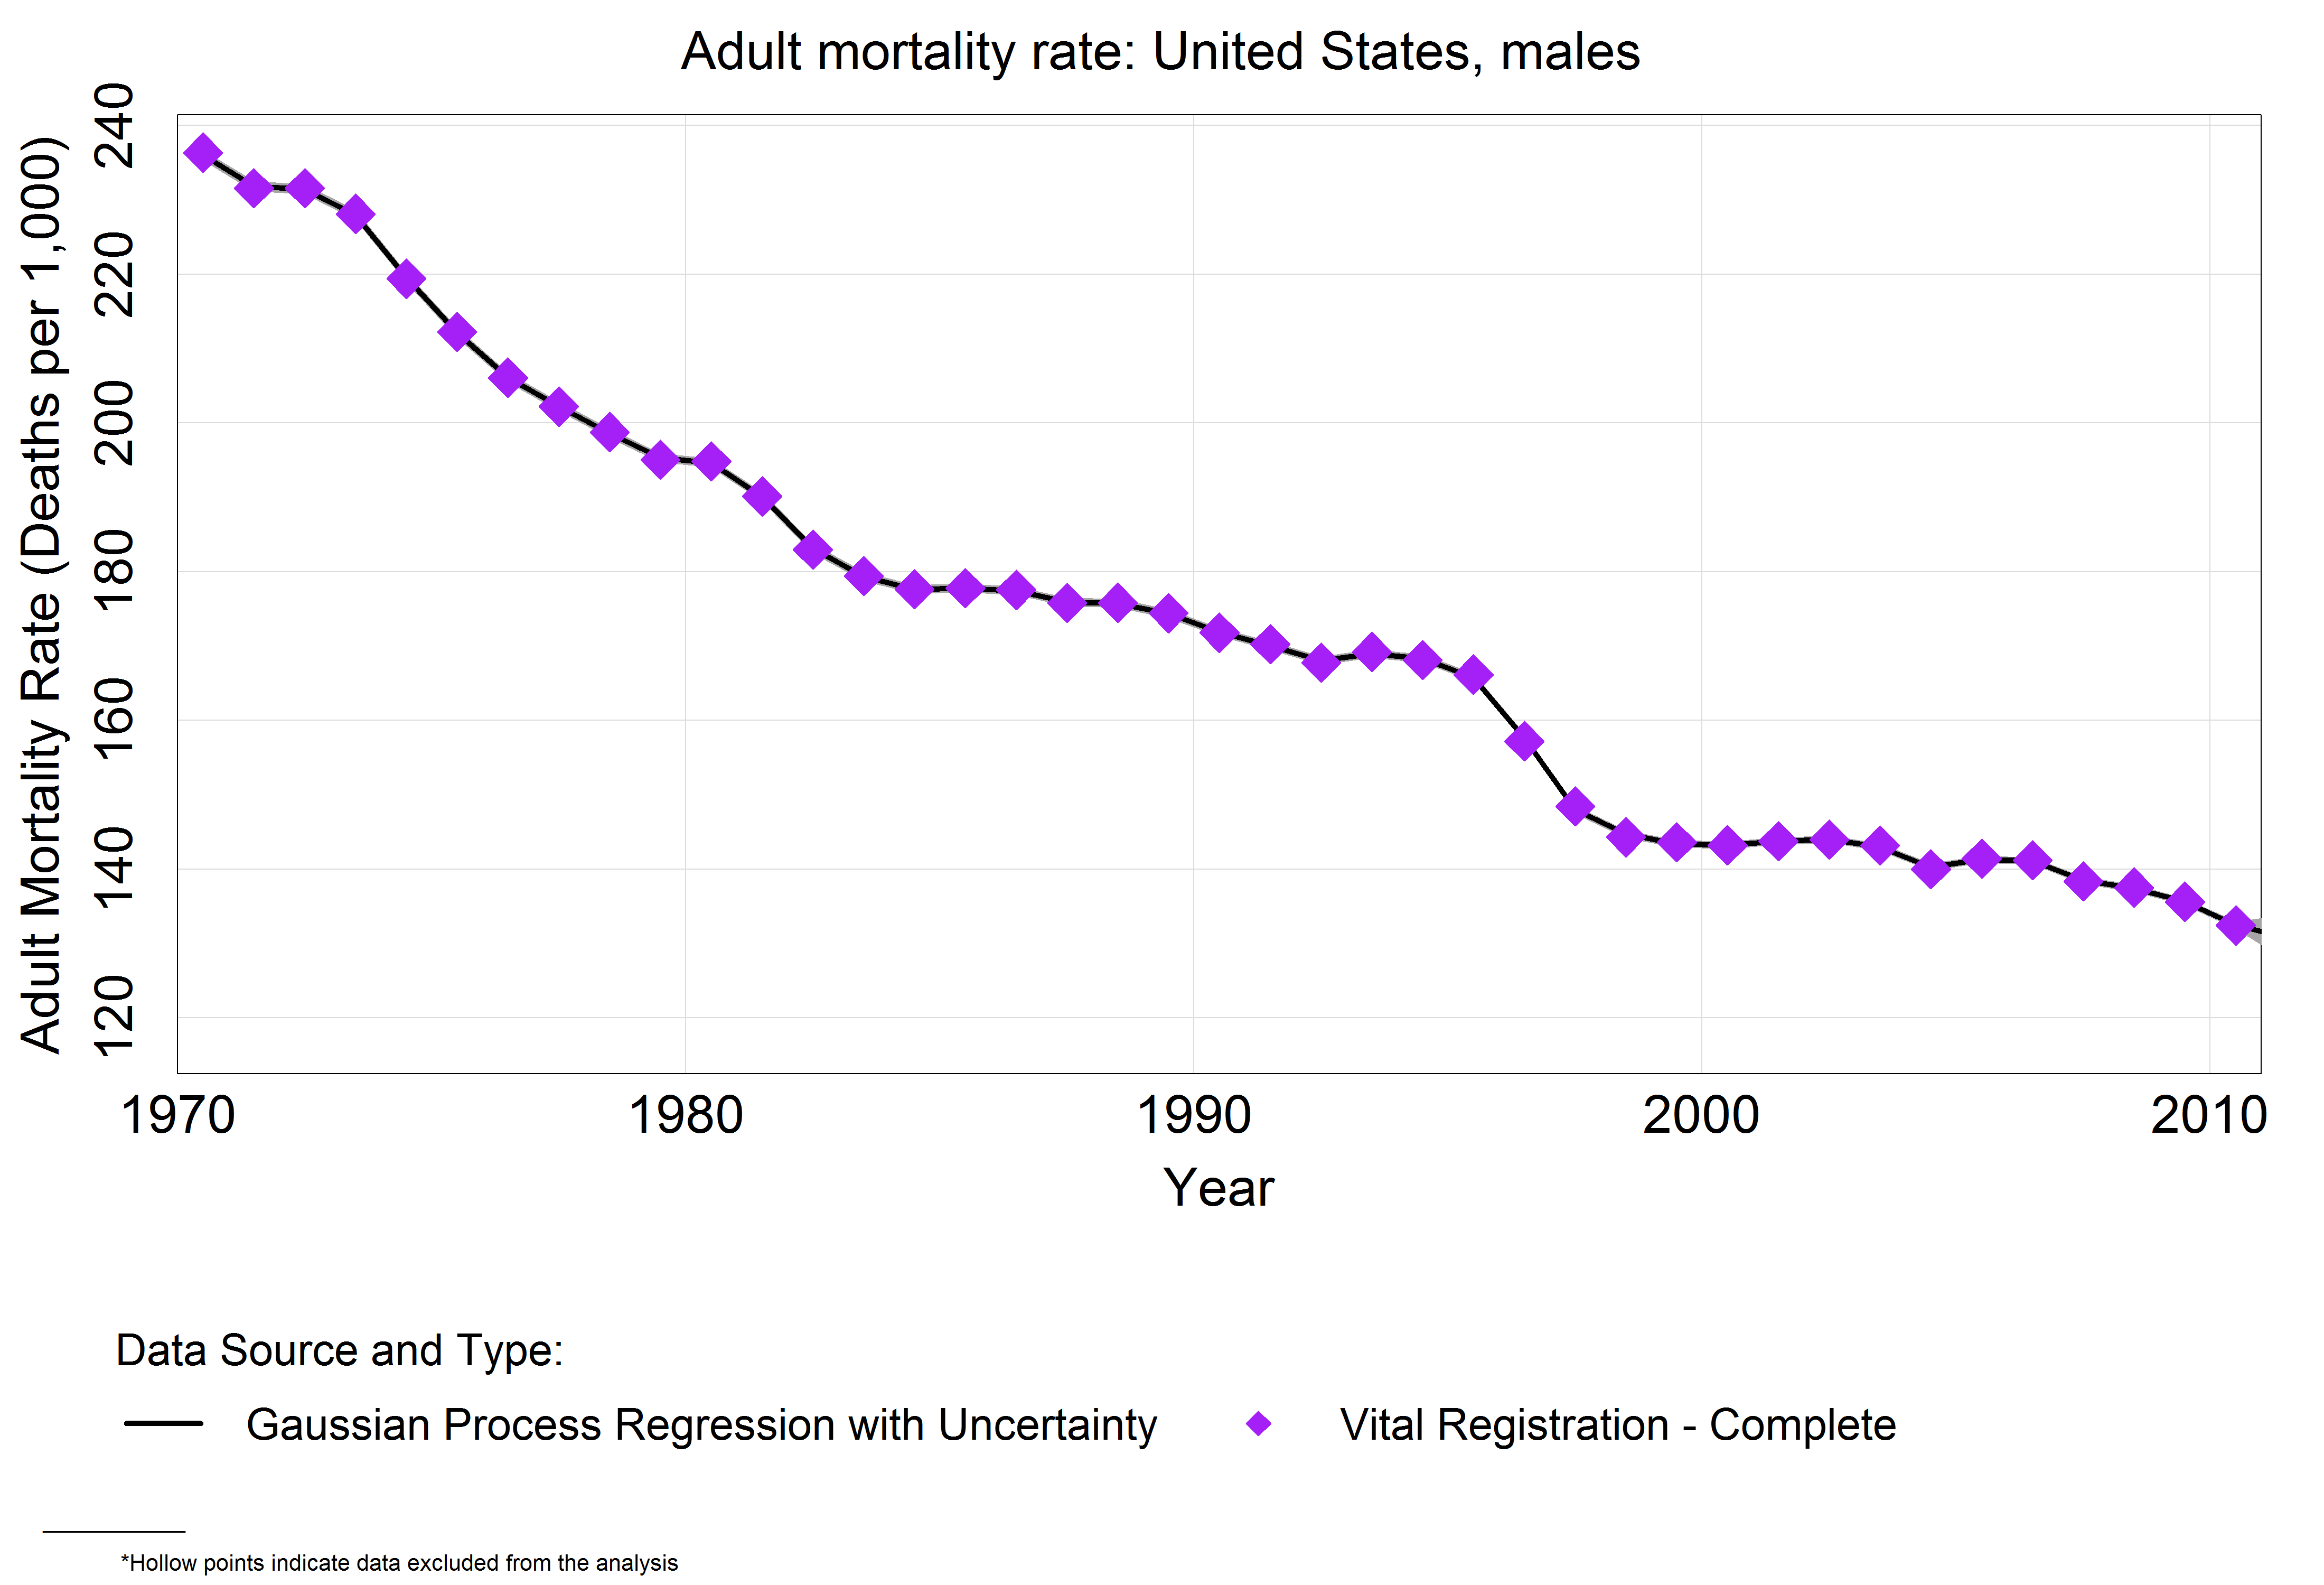 Adult mortality rate: United States, males
Adult Mortality Rate (Deaths per 1,000)
240
220
200
180
160
140
120
1970 1980 1990 2000 2010
Year
Data Source and Type:
Gaussian Process Regression with Uncertainty Vital Registration - Complete
*Hollow points indicate data excluded from the analysis